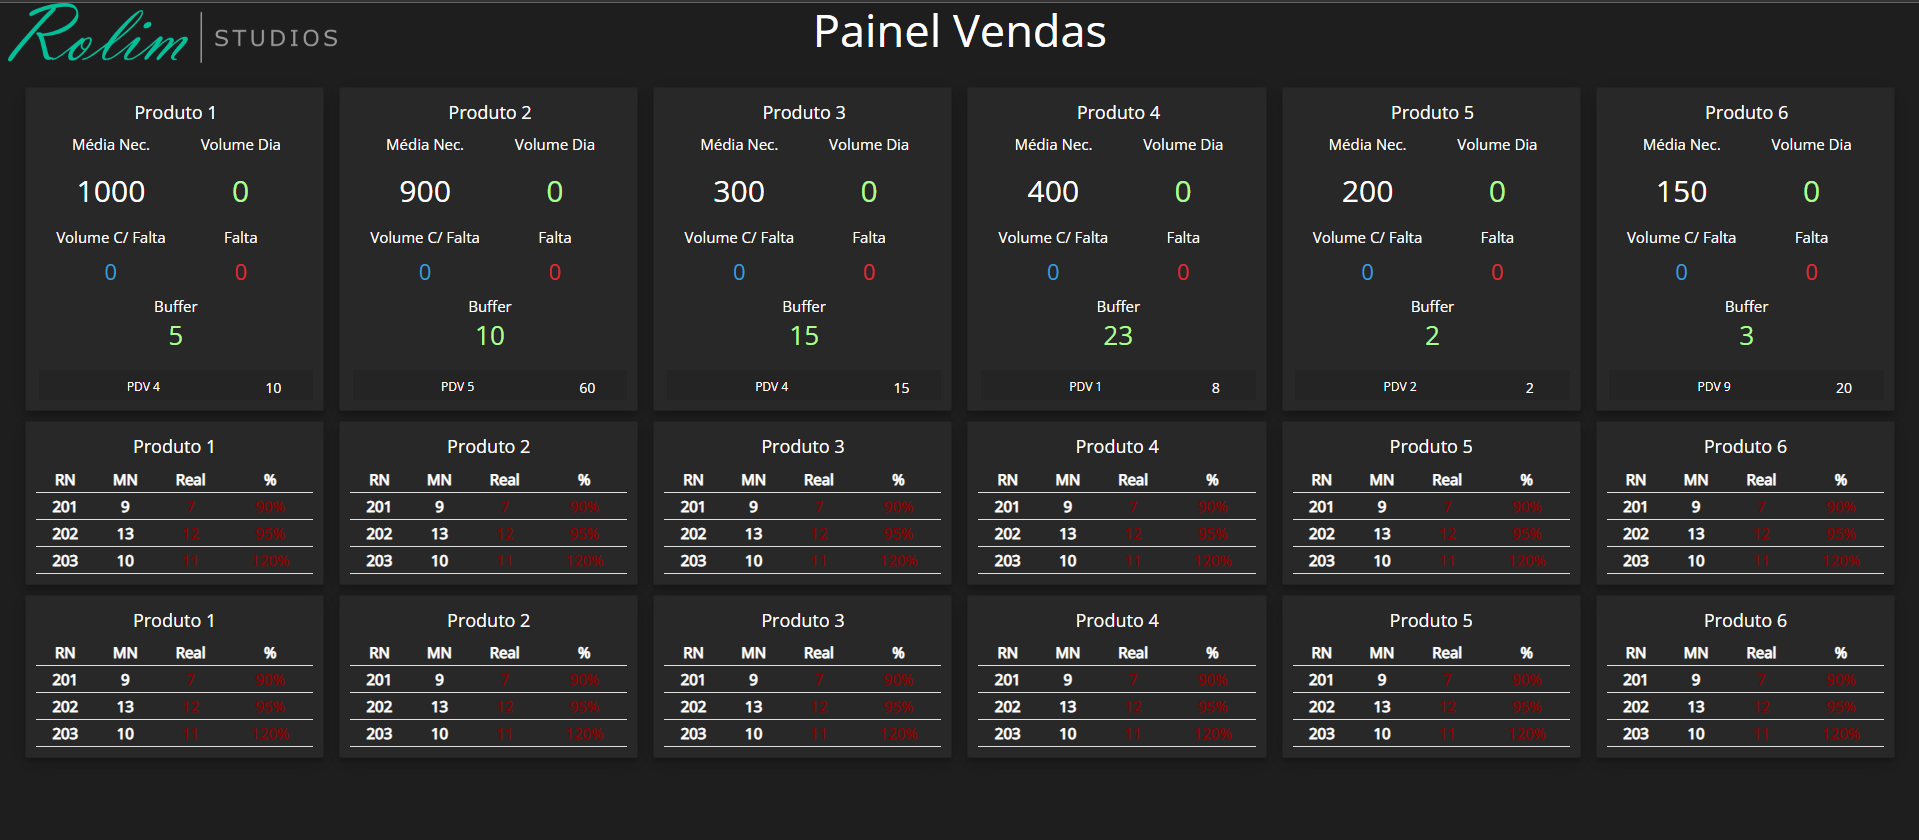 Rolim STUDIOS
Painel Vendas
Produto 1
Média Nec. Volume Dia
1000 0
Volume C/ Falta Falta
0 0
Buffer
5
PDV 4 10
Produto 2
Média Nec. Volume Dia
900 0
Volume C/ Falta Falta
0 0
Buffer
10
PDV 5 60
Produto 3
Média Nec. Volume Dia
300 0
Volume C/ Falta Falta
0 0
Buffer
15
PDV 4 15
Produto 4
Média Nec. Volume Dia
400 0
Volume C/ Falta Falta
0 0
Buffer
23
PDV 1 8
Produto 5
Média Nec. Volume Dia
200 0
Volume C/ Falta Falta
0 0
Buffer
2
PDV 2 2
Produto 6
Média Nec. Volume Dia
150 0
Volume C/ Falta Falta
0 0
Buffer
3
PDV 9 20
Produto 1
RN MN Real %
201 9 7 90%
202 13 12 95%
203 10 11 120%
Produto 2
RN MN Real %
201 9 7 90%
202 13 12 95%
203 10 11 120%
Produto 3
RN MN Real %
201 9 7 90%
202 13 12 95%
203 10 11 120%
Produto 4
RN MN Real %
201 9 7 90%
202 13 12 95%
203 10 11 120%
Produto 5
RN MN Real %
201 9 7 90%
202 13 12 95%
203 10 11 120%
Produto 6
RN MN Real %
201 9 7 90%
202 13 12 95%
203 10 11 120%
Produto 1
RN MN Real %
201 9 7 90%
202 13 12 95%
203 10 11 120%
Produto 2
RN MN Real %
201 9 7 90%
202 13 12 95%
203 10 11 120%
Produto 3
RN MN Real %
201 9 7 90%
202 13 12 95%
203 10 11 120%
Produto 4
RN MN Real %
201 9 7 90%
202 13 12 95%
203 10 11 120%
Produto 5
RN MN Real %
201 9 7 90%
202 13 12 95%
203 10 11 120%
Produto 6
RN MN Real %
201 9 7 90%
202 13 12 95%
203 10 11 120%